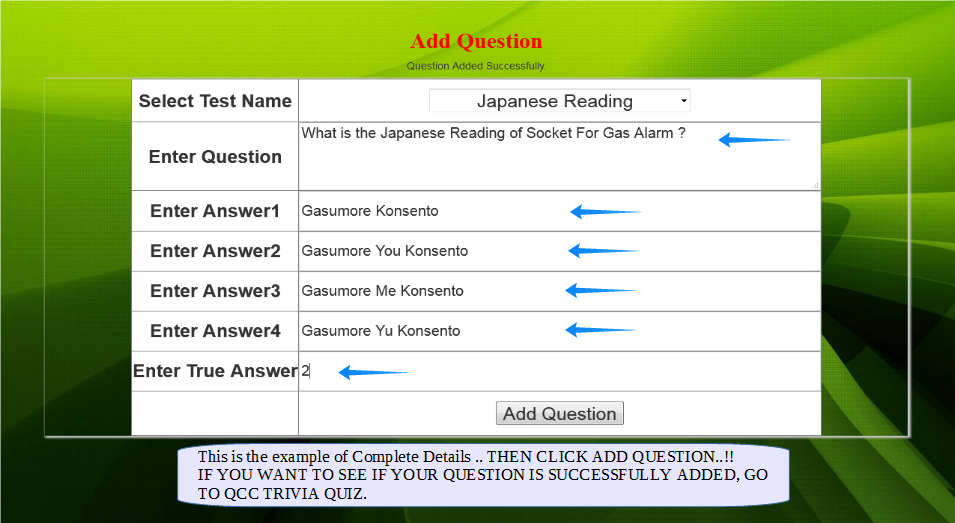 Add Question
Question Added Successfully
Select Test Name
Japanese Reading
Enter Question
What is the Japanese Reading of Socket For Gas Alarm ?
Enter Answer1
Gasumore Konsento
Enter Answer2
Gasumore You Konsento
Enter Answer3
Gasumore Me Konsento
Enter Answer4
Gasumore Yu Konsento
Enter True Answer
2
Add Question
This is the example of Complete Details .. THEN CLICK ADD QUESTION..!!
IF YOU WANT TO SEE IF YOUR QUESTION IS SUCCESSFULLY ADDED, GO
TO QCC TRIVIA QUIZ.